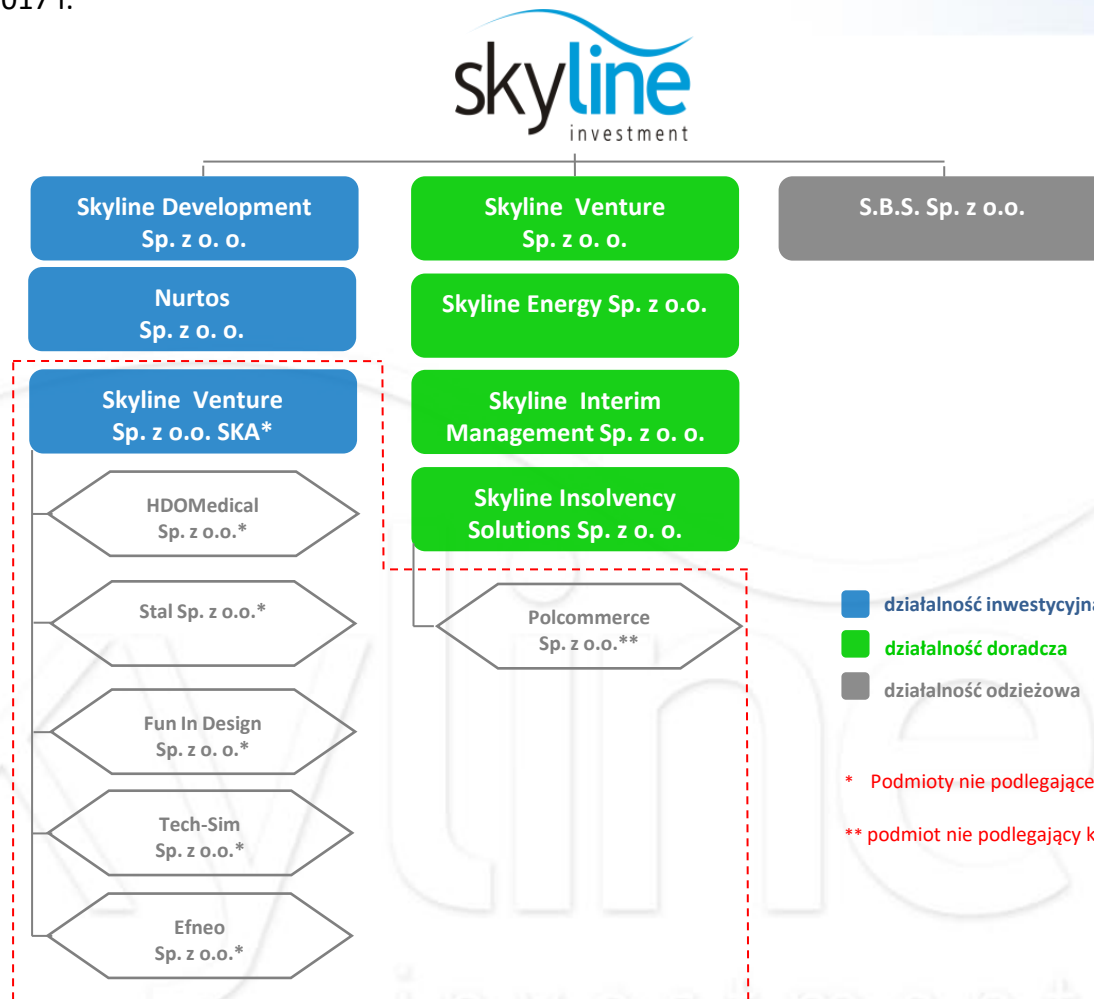 skyline
investment
Skyline Development
Sp. z o. o.
Skyline Venture
Sp. z o. o.
S.B.S. Sp. z o.o.
Nurtos
Sp. z o. o.
Skyline Energy Sp. z o.o.
Skyline Venture
Sp. z o.o. SKA*
Skyline Interim
Management Sp. z o. o.
HDOMedical
Sp. z o.o.*
Skyline Insolvency
Solutions Sp. z o. o.
Stal Sp. z o.o.*
Polcommerce
Sp. z o.o.**
Fun In Design
Sp. z o. o.*
Tech-Sim
Sp. z o.o.*
Efneo
Sp. z o.o.*
działalność inwestycyjna
działalność doradcza
działalność odzieżowa
* Podmioty nie podlegające
** podmiot nie podlegający k